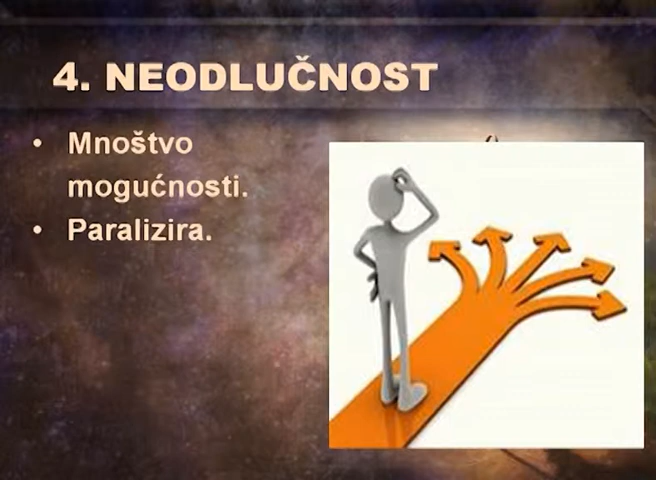 4. NEODLUČNOST
• Mnoštvo
mogućnosti.
• Paralizira.